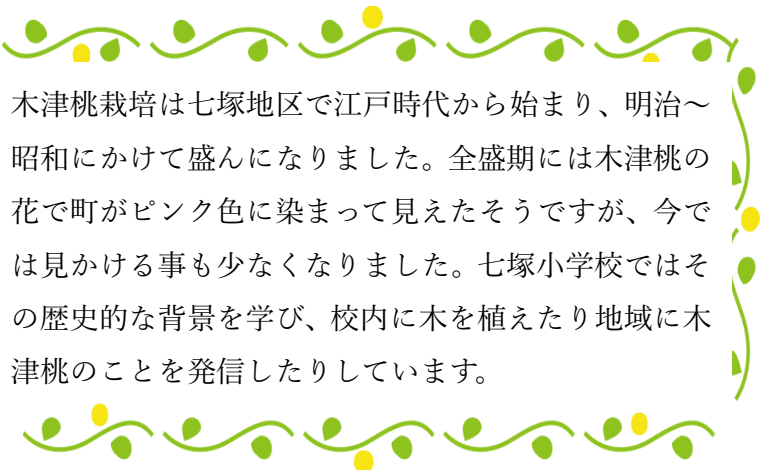 木津桃栽培は七塚地区で江戸時代から始まり、明治～
昭和にかけて盛んになりました。全盛期には木津桃の
花で町がピンク色に染まって見えたそうですが、今で
は見かける事も少なくなりました。七塚小学校ではそ
の歴史的な背景を学び、校内に木を植えたり地域に木
津桃のことを発信したりしています。